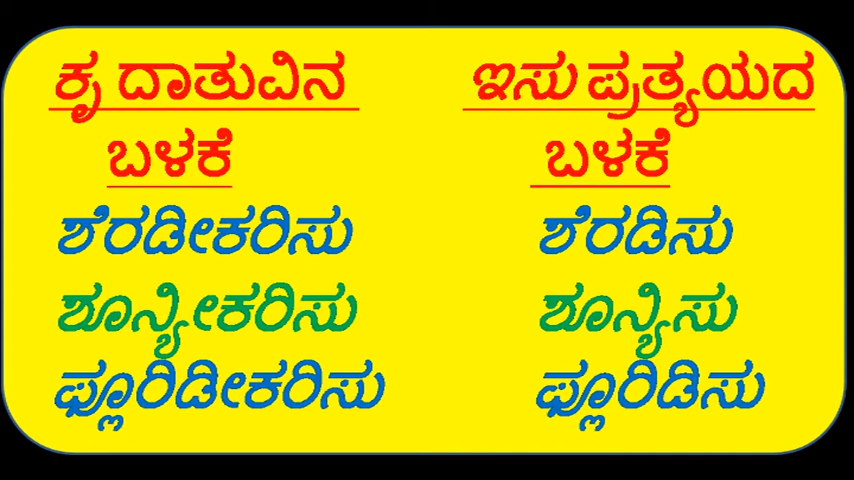 ಕೃ ದಾತುವಿನ
ಬಳಕೆ
ಶೆರಡೀಕರಿಸು
ಶೂನ್ಯೀಕರಿಸು
ಫ್ಲೂರಿಡೀಕರಿಸು
ಇಸು ಪ್ರತ್ಯಯದ
ಬಳಕೆ
ಶೆರಡಿಸು
ಶೂನ್ಯಿಸು
ಫ್ಲೂರಿಡಿಸು